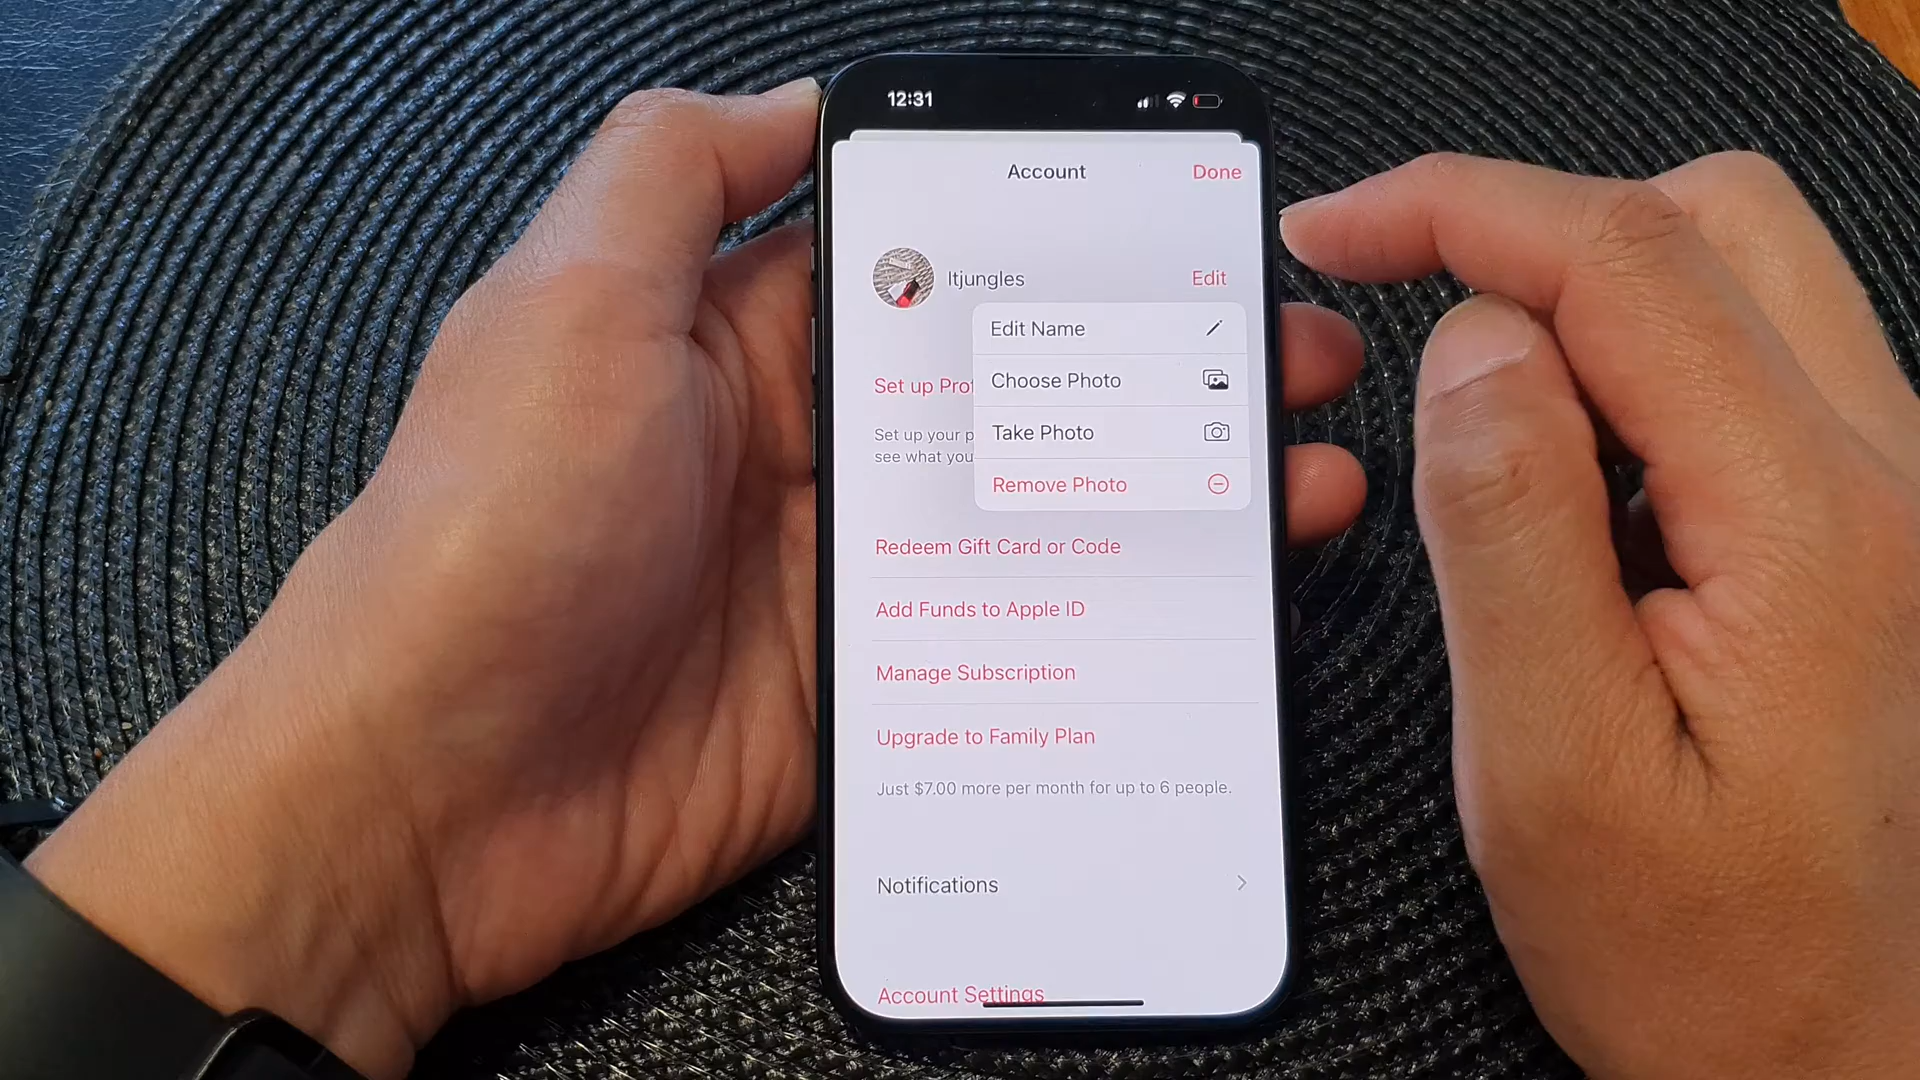 12:31
Account
Done
ltjungles
Edit
Edit Name
Choose Photo
Set up Prof
Take Photo
Set up your p
see what you
Remove Photo
Redeem Gift Card or Code
Add Funds to Apple ID
Manage Subscription
Upgrade to Family Plan
Just $7.00 more per month for up to 6 people.
Notifications
Account Settings